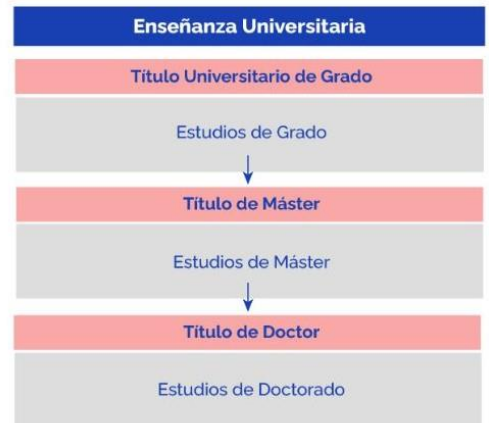 Enseñanza Universitaria
Título Universitario de Grado
Estudios de Grado
Título de Máster
Estudios de Máster
Título de Doctor
Estudios de Doctorado